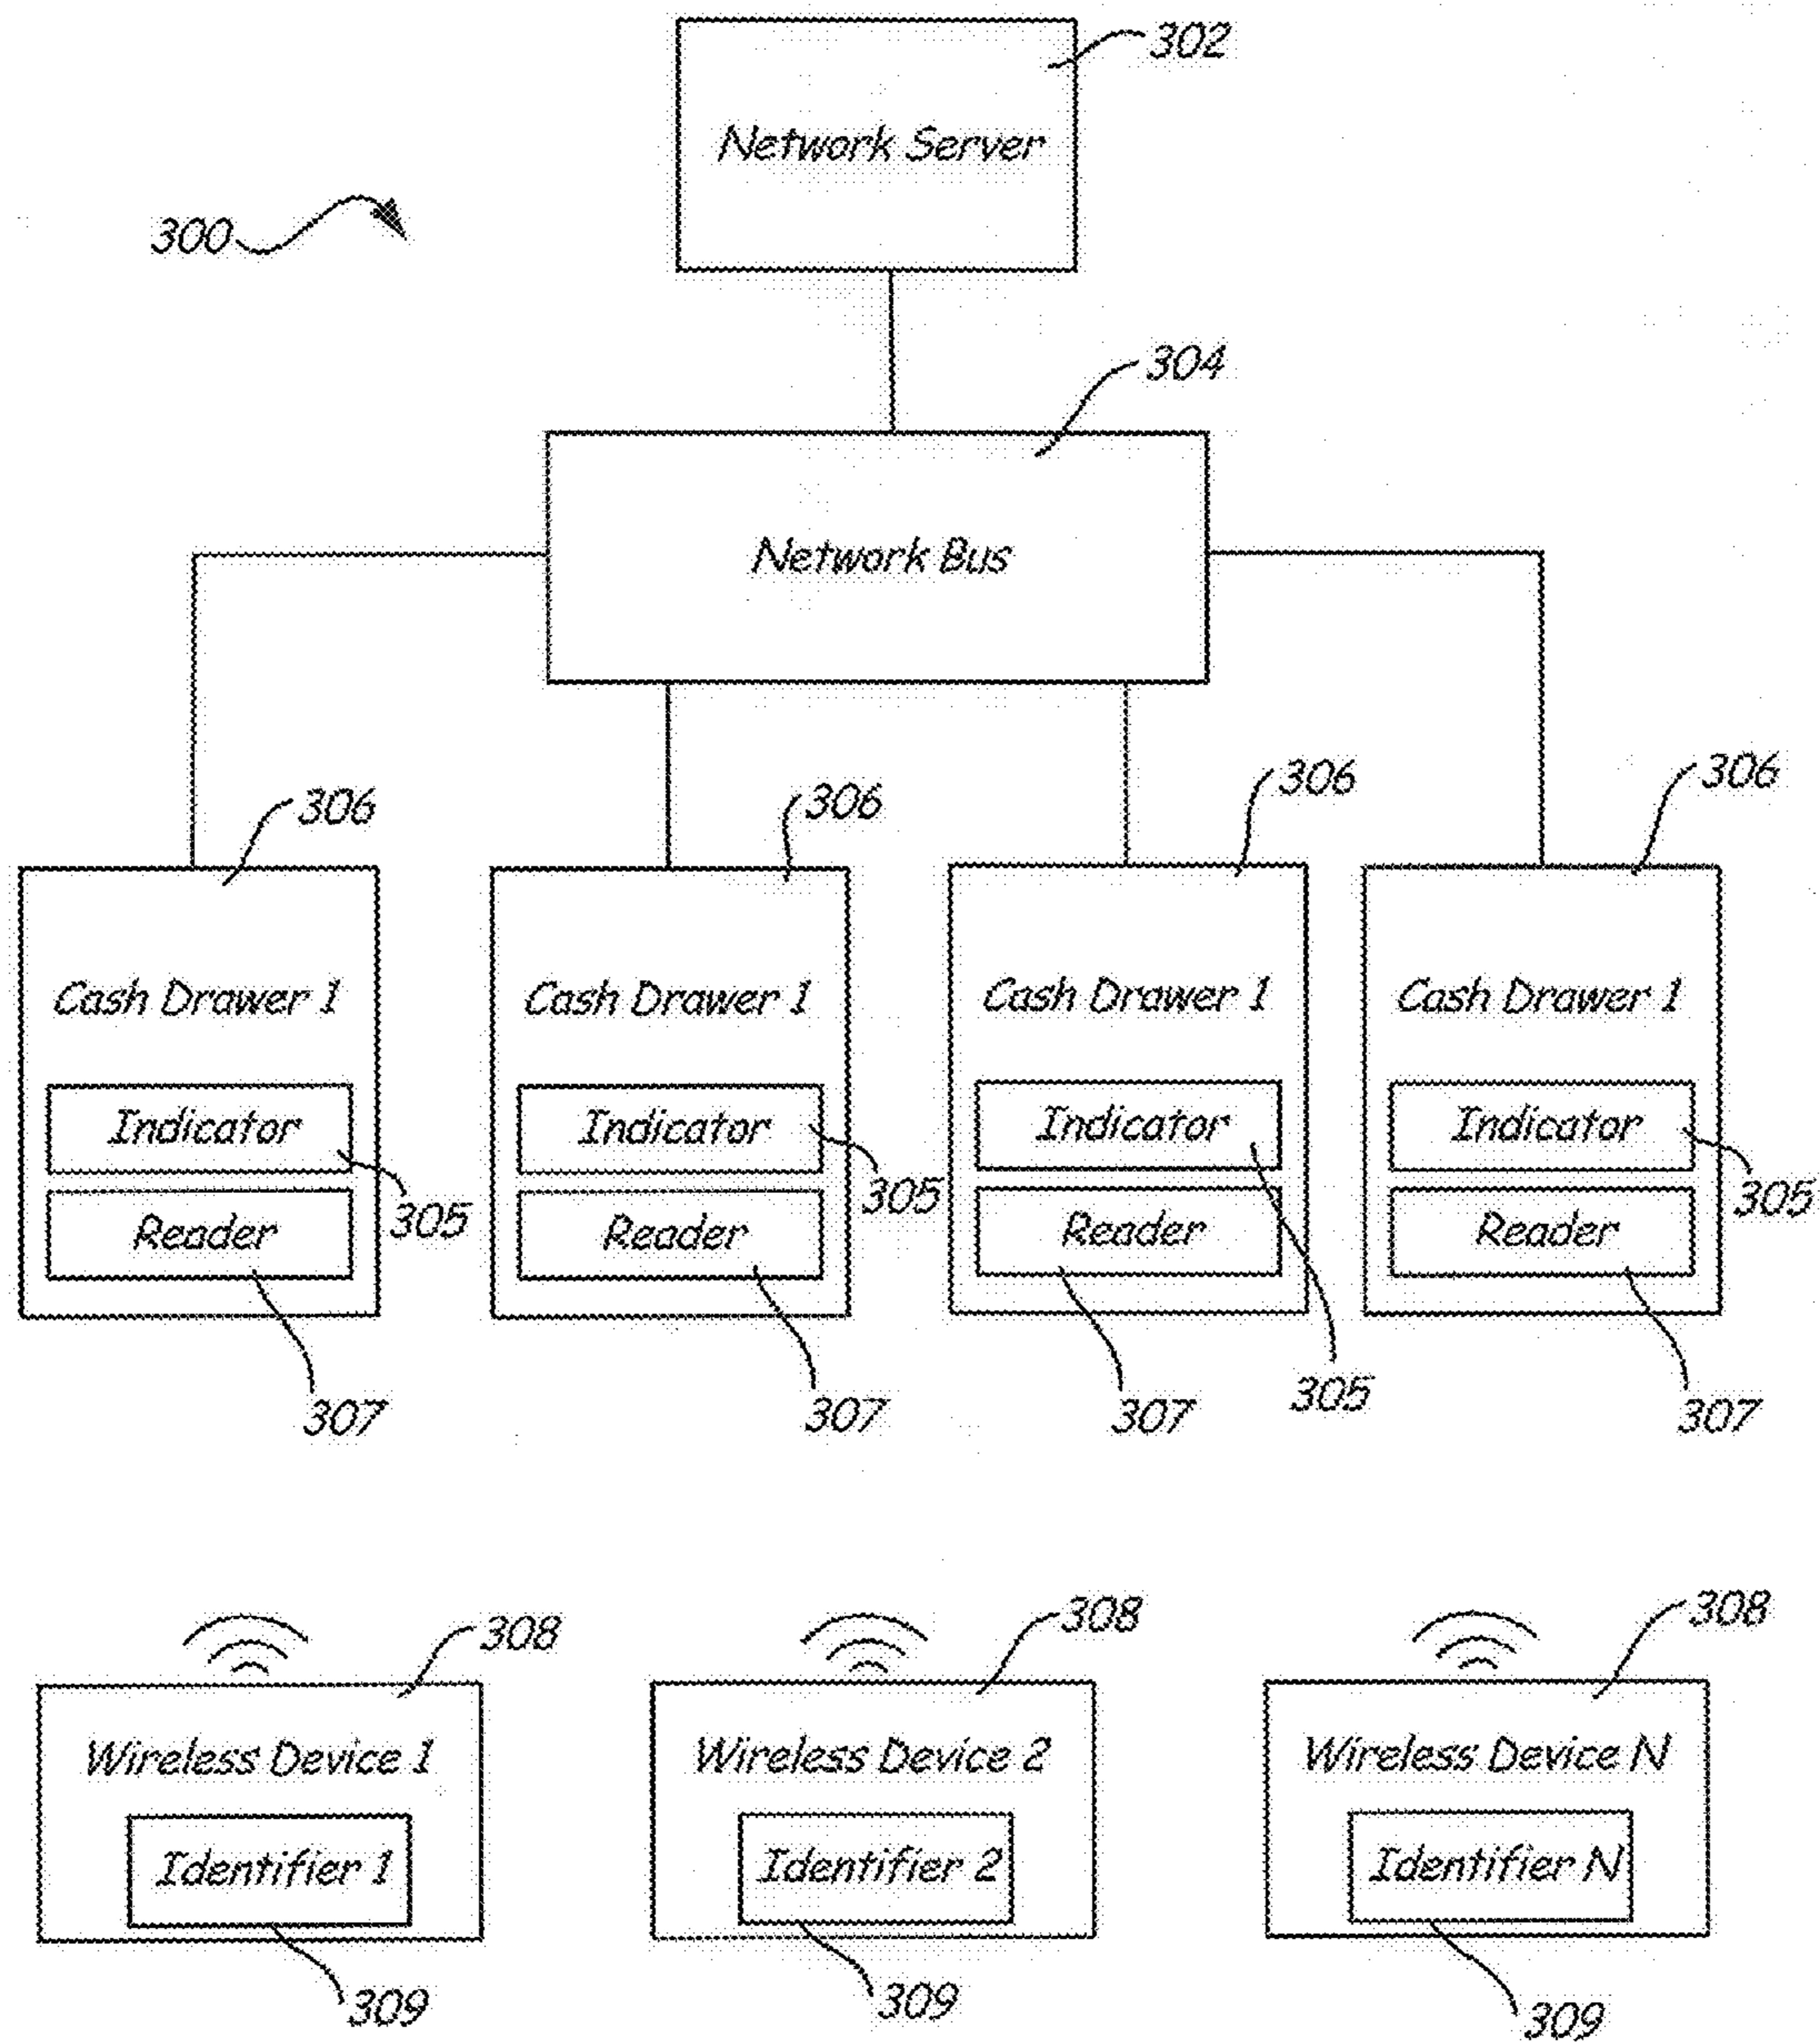 302
Network Server
300
304
Network Bus
306
306
306
306
Cash Drawer 1
Cash Drawer 1
Cash Drawer 1
Cash Drawer 1
Indicator
Indicator
Indicator
Indicator
305
305
305
305
Reader
Reader
Reader
Reader
307
307
307
307
308
308
308
Wireless Device 1
Wireless Device 2
Wireless Device N
Identifier 1
Identifier 2
Identifier N
309
309
309